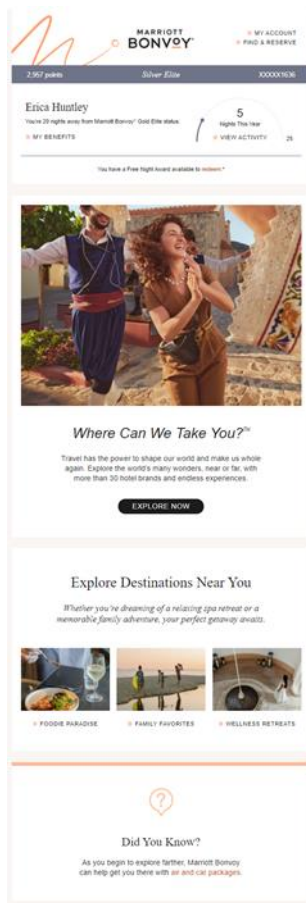 MARRIOTT
BONVOY
MY ACCOUNT
FIND & RESERVE
2,957 points
Silver Elite
XXXXX1636
Erica Huntley
You're 20 nights away from Marriott Bonvoy® Gold Elite status.
MY BENEFITS
5
Nights This Year
VIEW ACTIVITY
25
You have a Free Night Award available to redeem.*
Where Can We Take You?℠
Travel has the power to shape our world and make us whole
again. Explore the world's many wonders, near or far, with
more than 30 hotel brands and endless experiences.
EXPLORE NOW
Explore Destinations Near You
Whether you're dreaming of a relaxing spa retreat or a
memorable family adventure, your perfect getaway awaits.
FOODIE PARADISE
FAMILY FAVORITES
WELLNESS RETREATS
Did You Know?
As you begin to explore farther, Marriott Bonvoy
can help get you there with air and car packages.